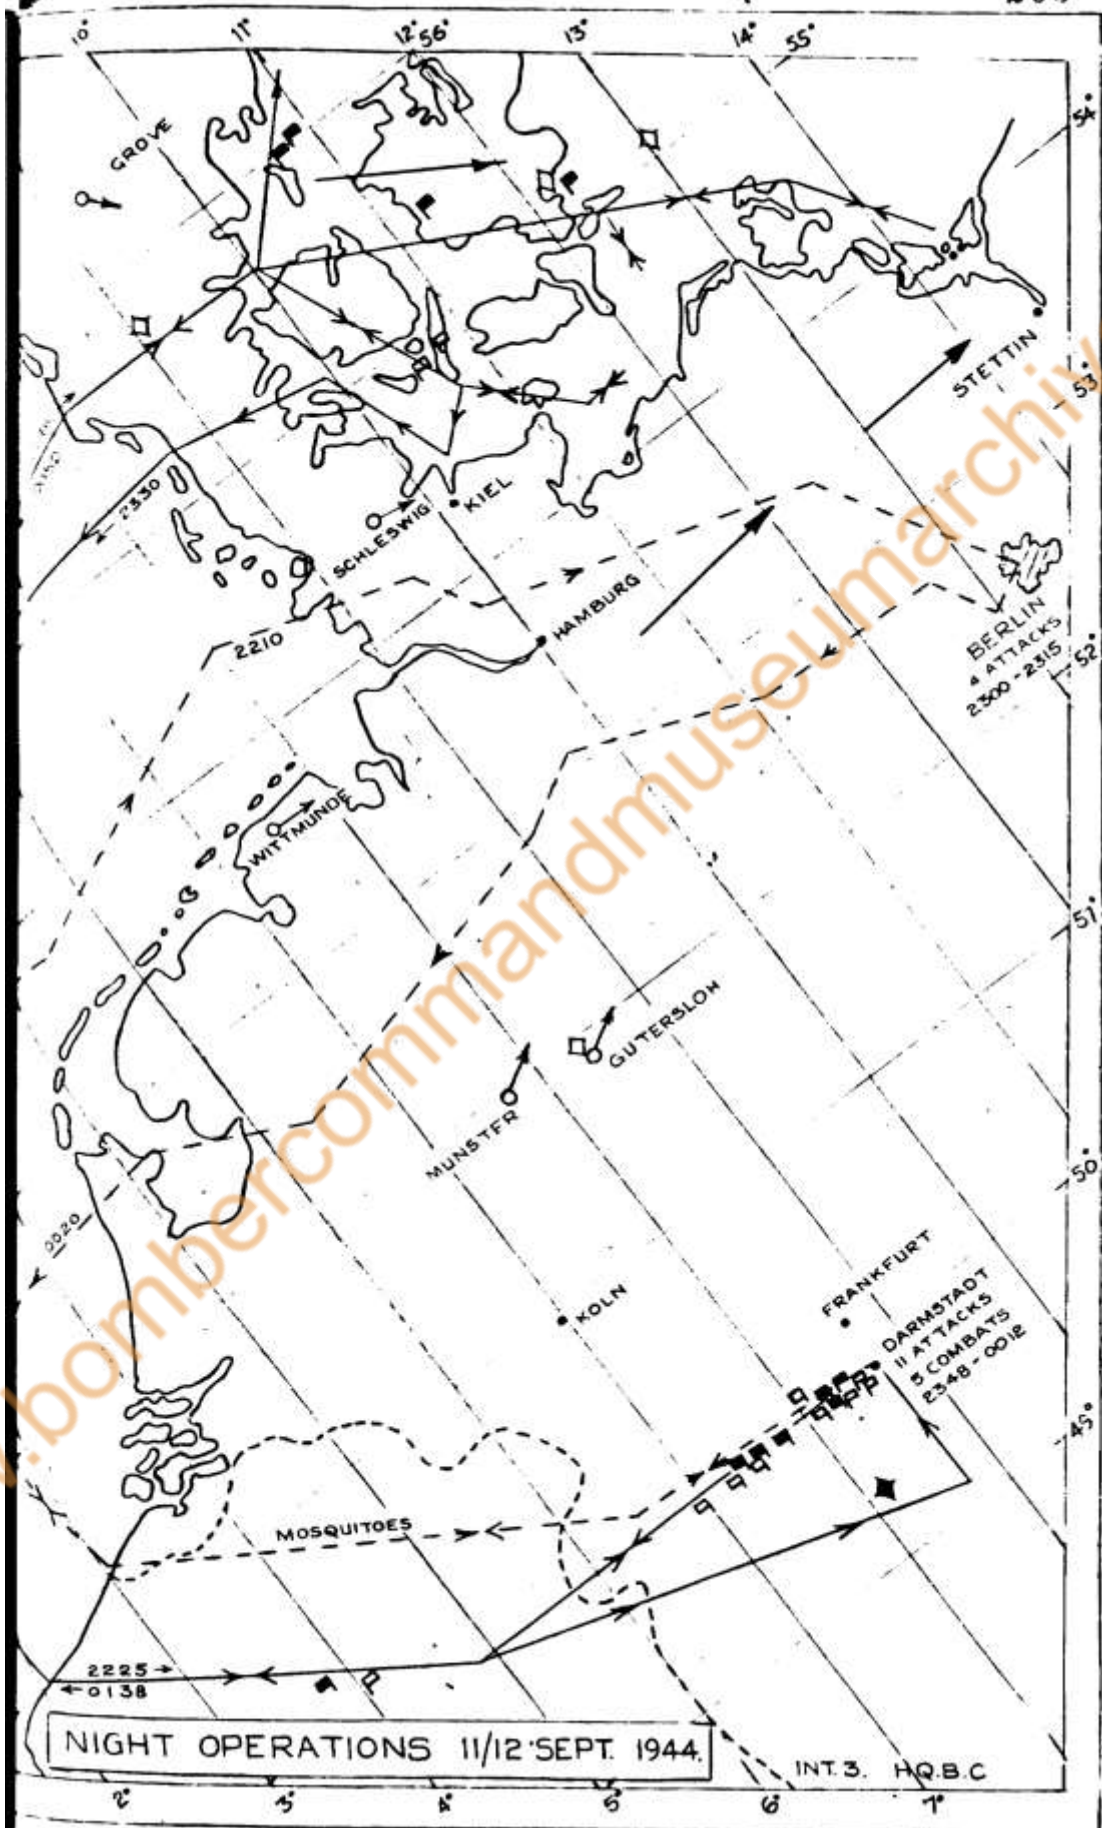 10°
11°
12°
56°
13°
14°
55°
54°
GROVE
STETTIN
53°
2330
SCHLESWIG
KIEL
HAMBURG
2210
BERLIN
4 ATTACKS
2300-2315
52°
WITTMUNDE
51°
GUTERSLOH
MUNSTER
50°
0020
KOLN
FRANKFURT
DARMSTADT
11 ATTACKS
5 COMBATS
2348-0012
49°
MOSQUITOES
2225
0138
NIGHT OPERATIONS 11/12 SEPT. 1944.
INT. 3. HQ.B.C
2°
3°
4°
5°
6°
7°
.bombercommandmuseumarchiv